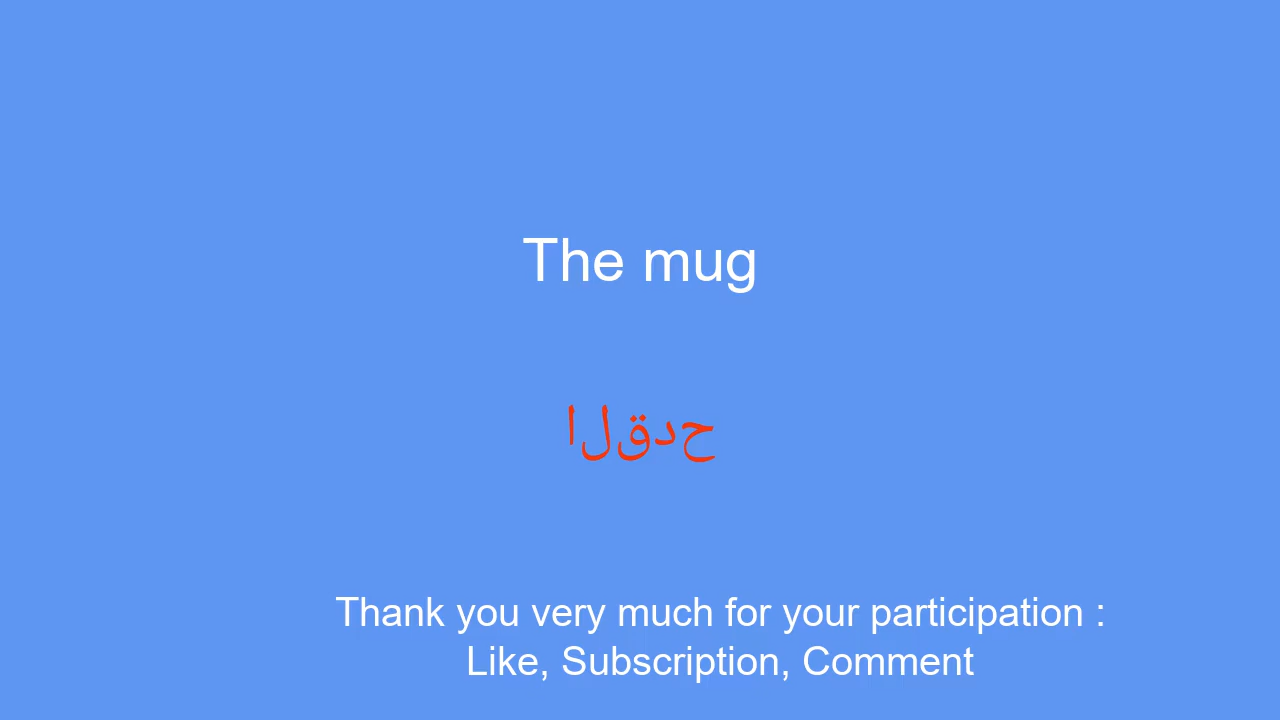 The mug
القدح
Thank you very much for your participation :
Like, Subscription, Comment